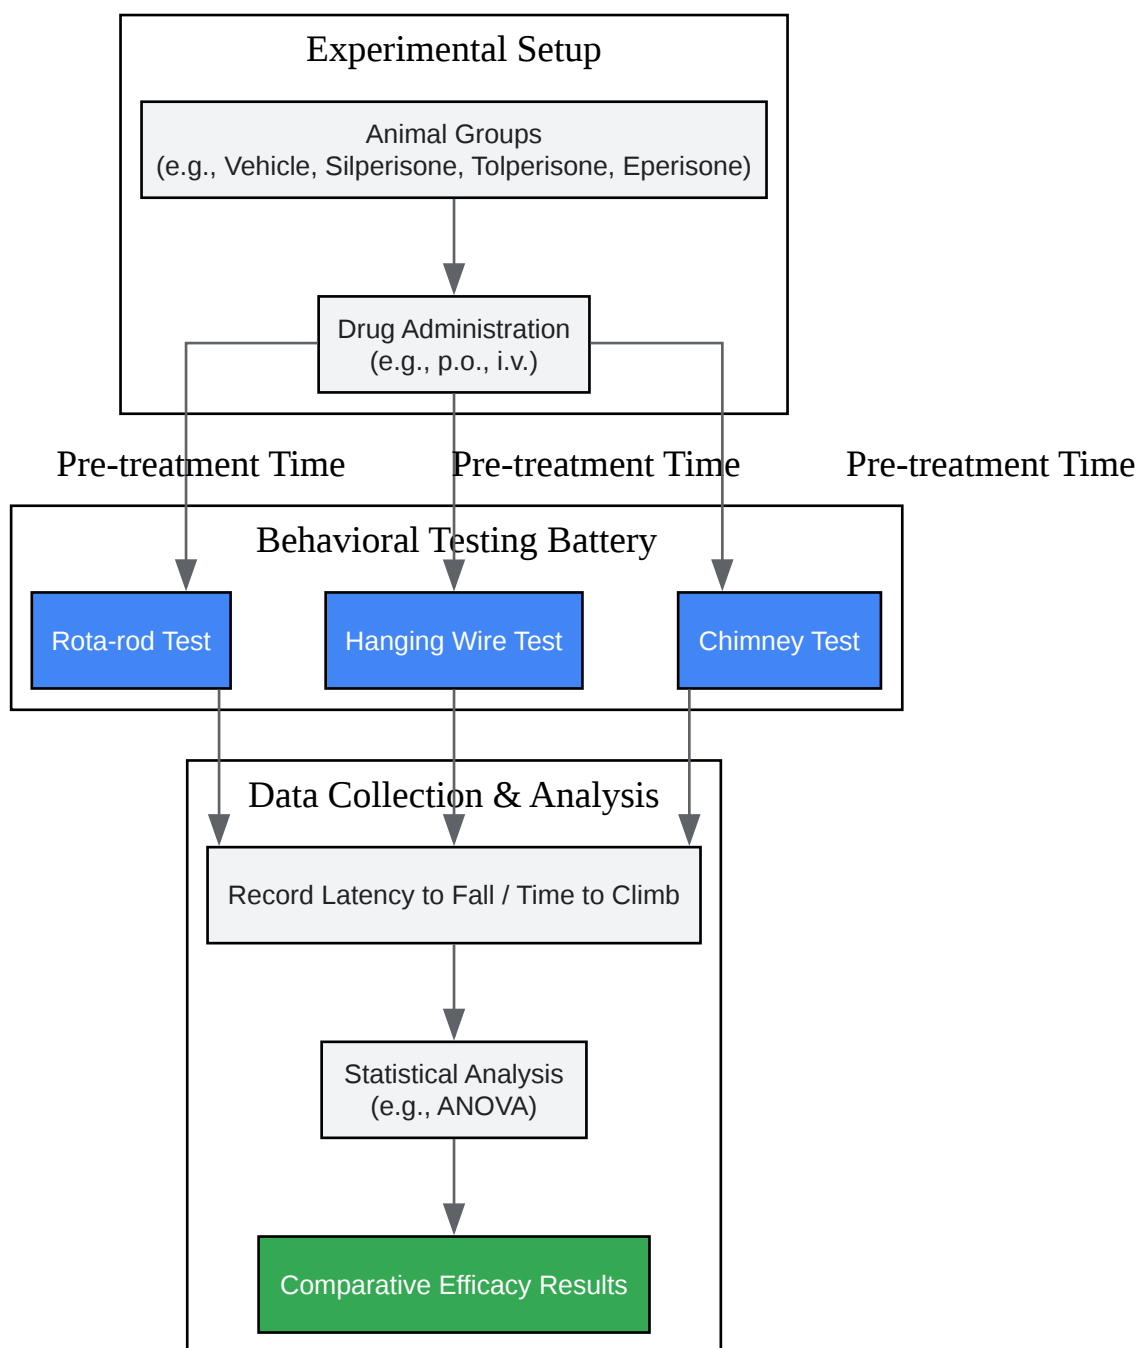 Experimental Setup
Animal Groups
(e.g., Vehicle, Silperisone, Tolperisone, Eperisone)
Drug Administration
(e.g., p.o., i.v.)
Pre-treatment Time
Pre-treatment Time
Pre-treatment Time
Behavioral Testing Battery
Rota-rod Test
Hanging Wire Test
Chimney Test
Data Collection & Analysis
Record Latency to Fall / Time to Climb
Statistical Analysis
(e.g., ANOVA)
Comparative Efficacy Results